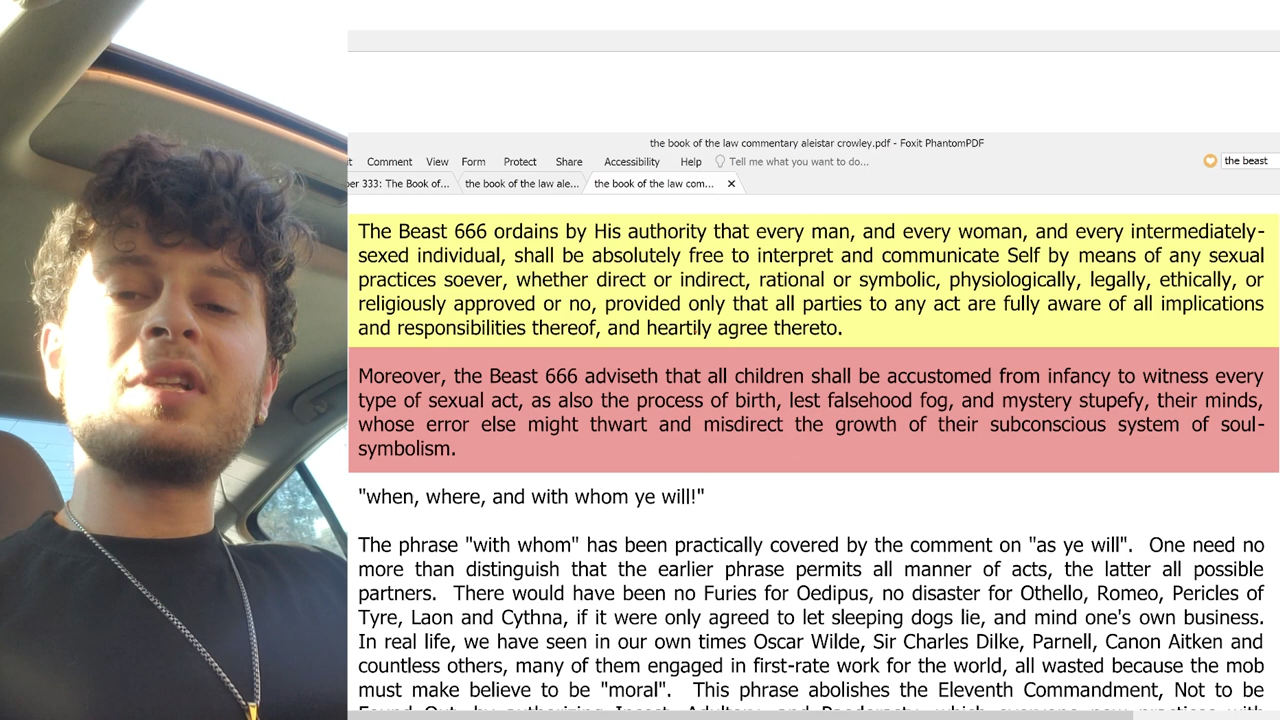 the book of the law commentary aleistar crowley.pdf - Foxit PhantomPDF
Comment View Form Protect Share Accessibility Help Tell me what you want to do... the beast
er 333: The Book of... the book of the law ale... the book of the law com...
The Beast 666 ordains by His authority that every man, and every woman, and every intermediately-
sexed individual, shall be absolutely free to interpret and communicate Self by means of any sexual
practices soever, whether direct or indirect, rational or symbolic, physiologically, legally, ethically, or
religiously approved or no, provided only that all parties to any act are fully aware of all implications
and responsibilities thereof, and heartily agree thereto.
Moreover, the Beast 666 adviseth that all children shall be accustomed from infancy to witness every
type of sexual act, as also the process of birth, lest falsehood fog, and mystery stupefy, their minds,
whose error else might thwart and misdirect the growth of their subconscious system of soul-
symbolism.
"when, where, and with whom ye will!"
The phrase "with whom" has been practically covered by the comment on "as ye will". One need no
more than distinguish that the earlier phrase permits all manner of acts, the latter all possible
partners. There would have been no Furies for Oedipus, no disaster for Othello, Romeo, Pericles of
Tyre, Laon and Cythna, if it were only agreed to let sleeping dogs lie, and mind one's own business.
In real life, we have seen in our own times Oscar Wilde, Sir Charles Dilke, Parnell, Canon Aitken and
countless others, many of them engaged in first-rate work for the world, all wasted because the mob
must make believe to be "moral". This phrase abolishes the Eleventh Commandment, Not to be